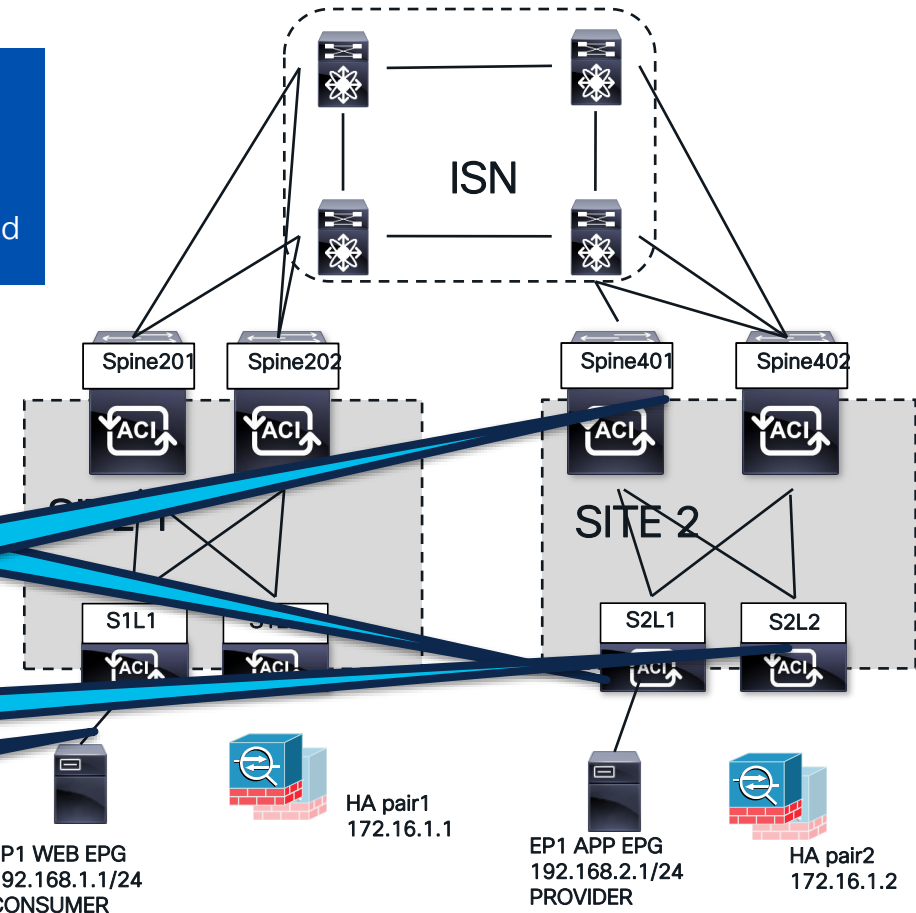 d
ISN
Spine201
Spine202
Spine401
Spine402
ACI
ACI
ACI
ACI
SITE 2
S1L1
S2L1
S2L2
ACI
ACI
ACI
ACI
HA pair1
172.16.1.1
P1 WEB EPG
92.168.1.1/24
CONSUMER
EP1 APP EPG
192.168.2.1/24
PROVIDER
HA pair2
172.16.1.2